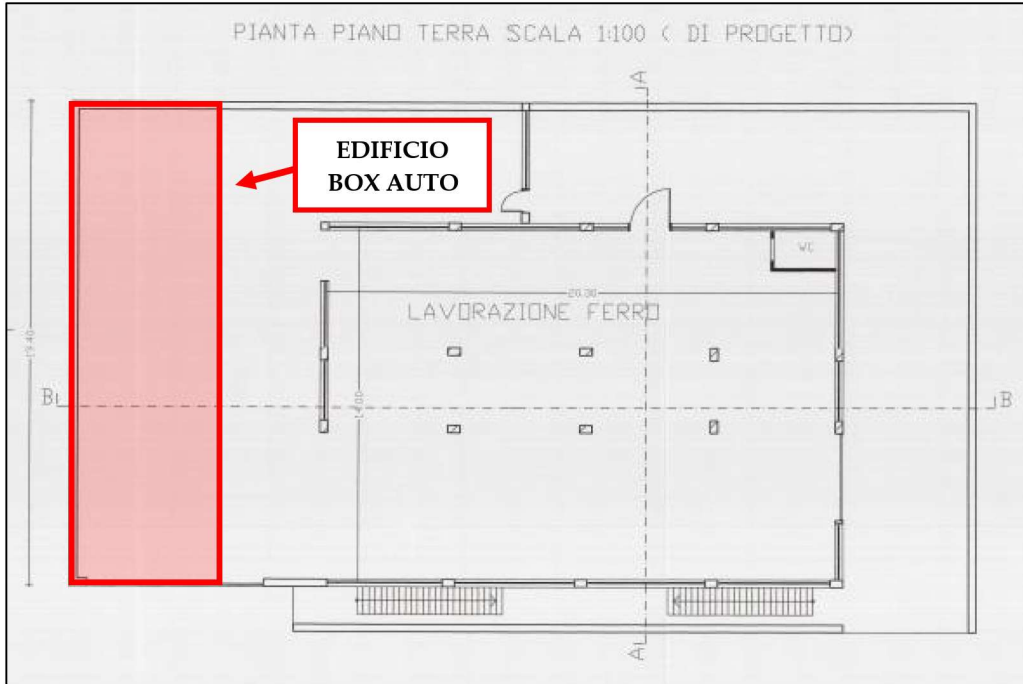 PIANTA PIANO TERRA SCALA 1:100 ( DI PROGETTO)
A
EDIFICIO
BOX AUTO
WC
20.30
LAVORAZIONE FERRO
19.40
B
14.00
B
A